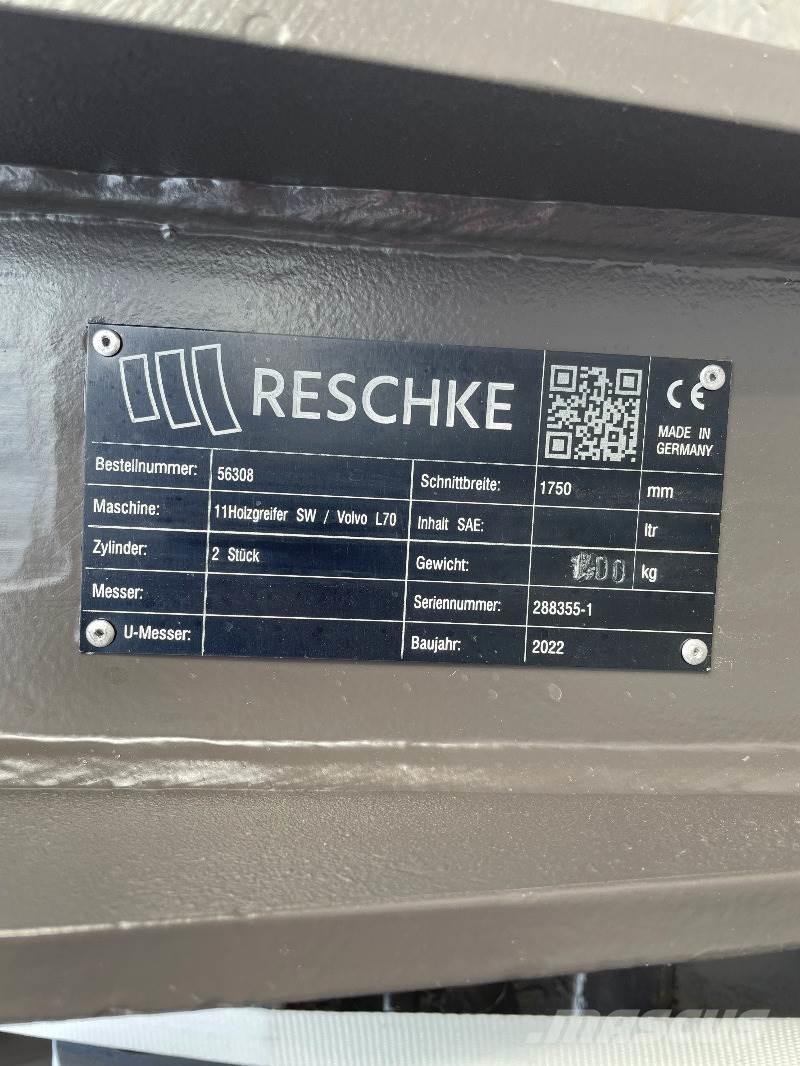 RESCHKE
CE
MADE IN
GERMANY
Bestellnummer: 56308 Schnittbreite: 1750 mm
Maschine: 11Holzgreifer SW / Volvo L70 Inhalt SAE: ltr
Zylinder: 2 Stück Gewicht: kg
Messer: Seriennummer: 288355-1
U-Messer: Baujahr: 2022
MASCUS